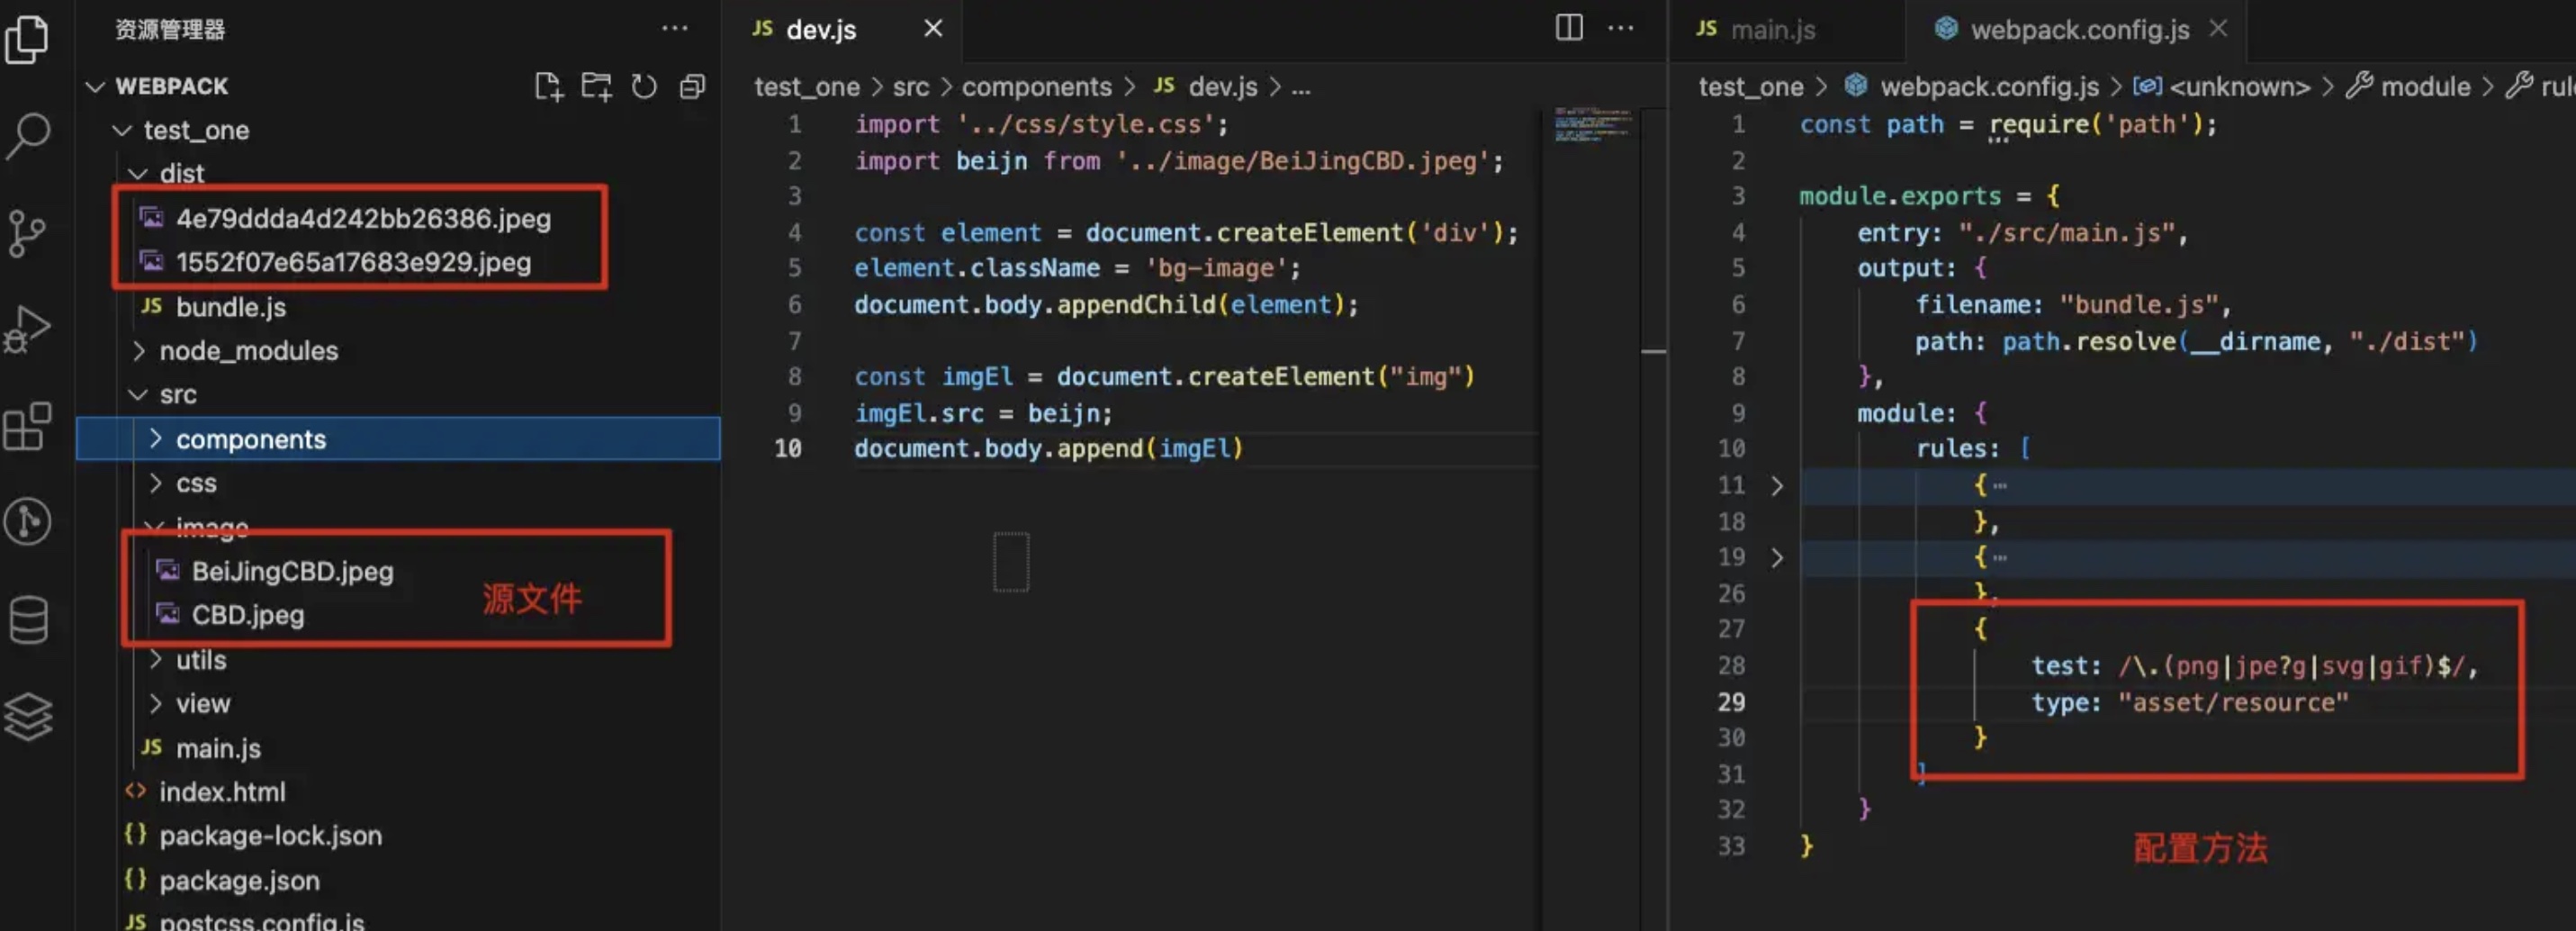 资源管理器
WEBPACK
test_one
dist
4e79ddda4d242bb26386.jpeg
1552f07e65a17683e929.jpeg
JS bundle.js
node_modules
src
components
css
image
BeiJingCBD.jpeg
CBD.jpeg
源文件
utils
view
JS main.js
<> index.html
{} package-lock.json
{} package.json
JS postcss.config.js
JS dev.js
test_one > src > components > JS dev.js > ...
1 import '../css/style.css';
2 import beijn from '../image/BeiJingCBD.jpeg';
3
4 const element = document.createElement('div');
5 element.className = 'bg-image';
6 document.body.appendChild(element);
7
8 const imgEl = document.createElement("img")
9 imgEl.src = beijn;
10 document.body.append(imgEl)
JS main.js
webpack.config.js
test_one > webpack.config.js > <unknown> > module > rul
1 const path = require('path');
2
3 module.exports = {
4 entry: "./src/main.js",
5 output: {
6 filename: "bundle.js",
7 path: path.resolve(__dirname, "./dist")
8 },
9 module: {
10 rules: [
11 { ⋯
18 },
19 { ⋯
26 },
27 {
28 test: /\.(png|jpe?g|svg|gif)$/,
29 type: "asset/resource"
30 }
31 ]
32 }
33 }
配置方法